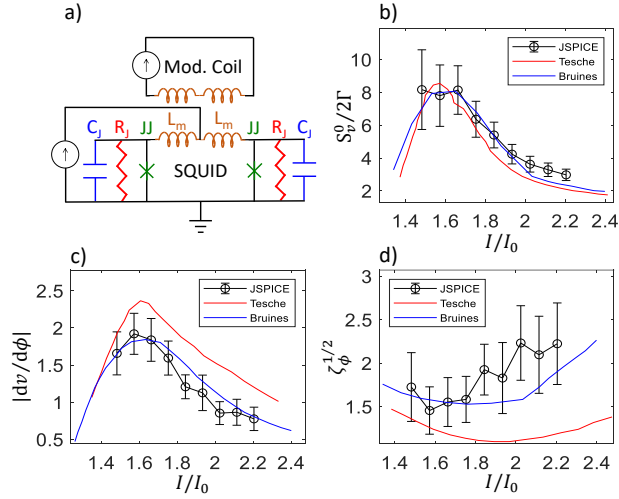 a)
Mod. Coil
C_J R_J JJ L_m L_m JJ R_J C_J
SQUID
b)
JSPICE
Tesche
Bruines
10
8
6
4
2
S_v^0/2Γ
1.4 1.6 1.8 2 2.2 2.4
I/I_0
c)
JSPICE
Tesche
Bruines
2.5
2
1.5
1
0.5
|dv/dϕ|
1.4 1.6 1.8 2 2.2 2.4
I/I_0
d)
JSPICE
Tesche
Bruines
3
2.5
2
1.5
1
ζ_ϕ^{1/2}
1.4 1.6 1.8 2 2.2 2.4
I/I_0